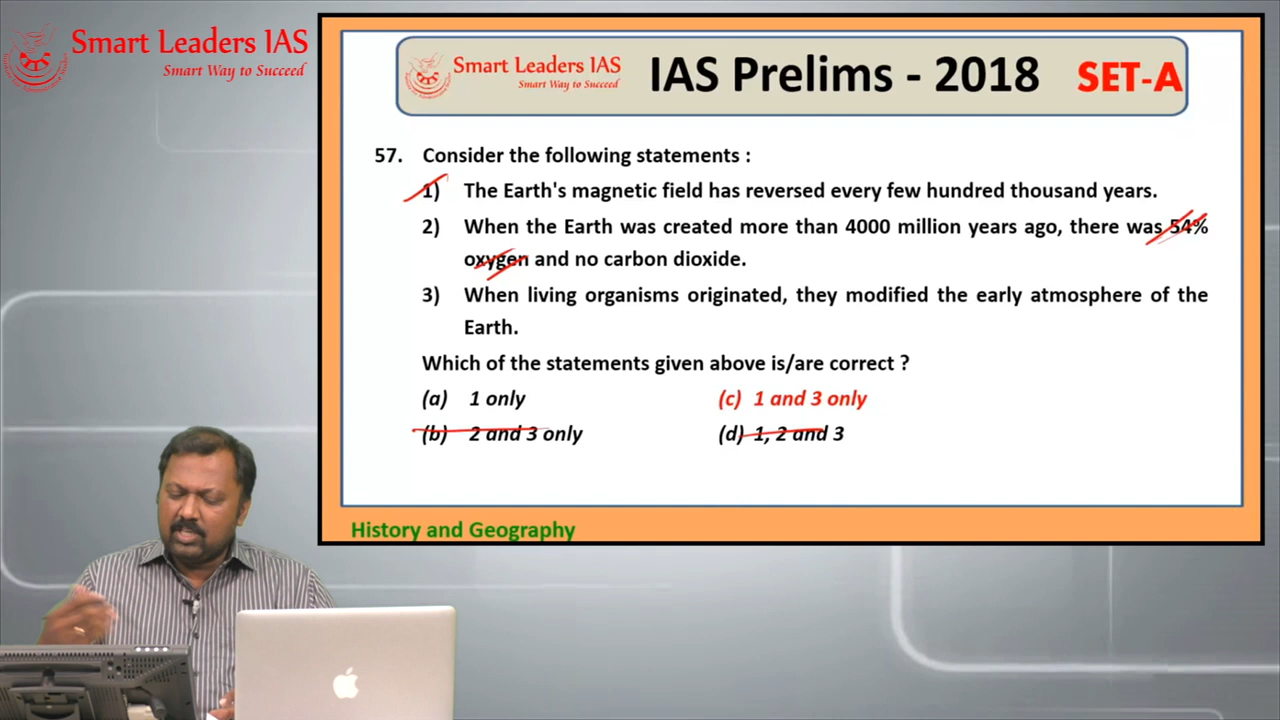 Smart Leaders IAS
Smart Way to Succeed
Smart Leaders IAS
Smart Way to Succeed
IAS Prelims - 2018 SET-A
57. Consider the following statements :
1) The Earth's magnetic field has reversed every few hundred thousand years.
2) When the Earth was created more than 4000 million years ago, there was 54%
oxygen and no carbon dioxide.
3) When living organisms originated, they modified the early atmosphere of the
Earth.
Which of the statements given above is/are correct ?
(a) 1 only (c) 1 and 3 only
(b) 2 and 3 only (d) 1, 2 and 3
History and Geography